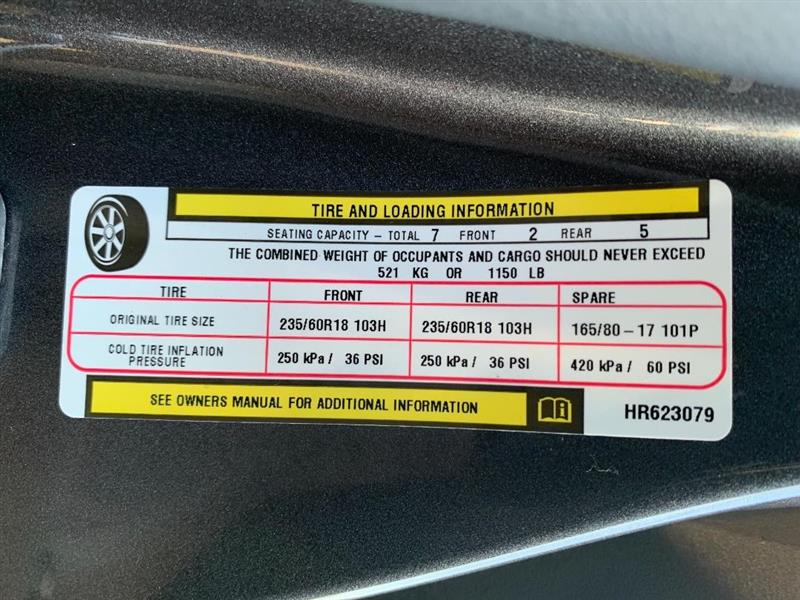 TIRE AND LOADING INFORMATION
SEATING CAPACITY – TOTAL 7 FRONT 2 REAR 5
THE COMBINED WEIGHT OF OCCUPANTS AND CARGO SHOULD NEVER EXCEED
521 KG OR 1150 LB
TIRE FRONT REAR SPARE
ORIGINAL TIRE SIZE 235/60R18 103H 235/60R18 103H 165/80–17 101P
COLD TIRE INFLATION
PRESSURE 250 kPa / 36 PSI 250 kPa / 36 PSI 420 kPa / 60 PSI
SEE OWNERS MANUAL FOR ADDITIONAL INFORMATION
HR623079